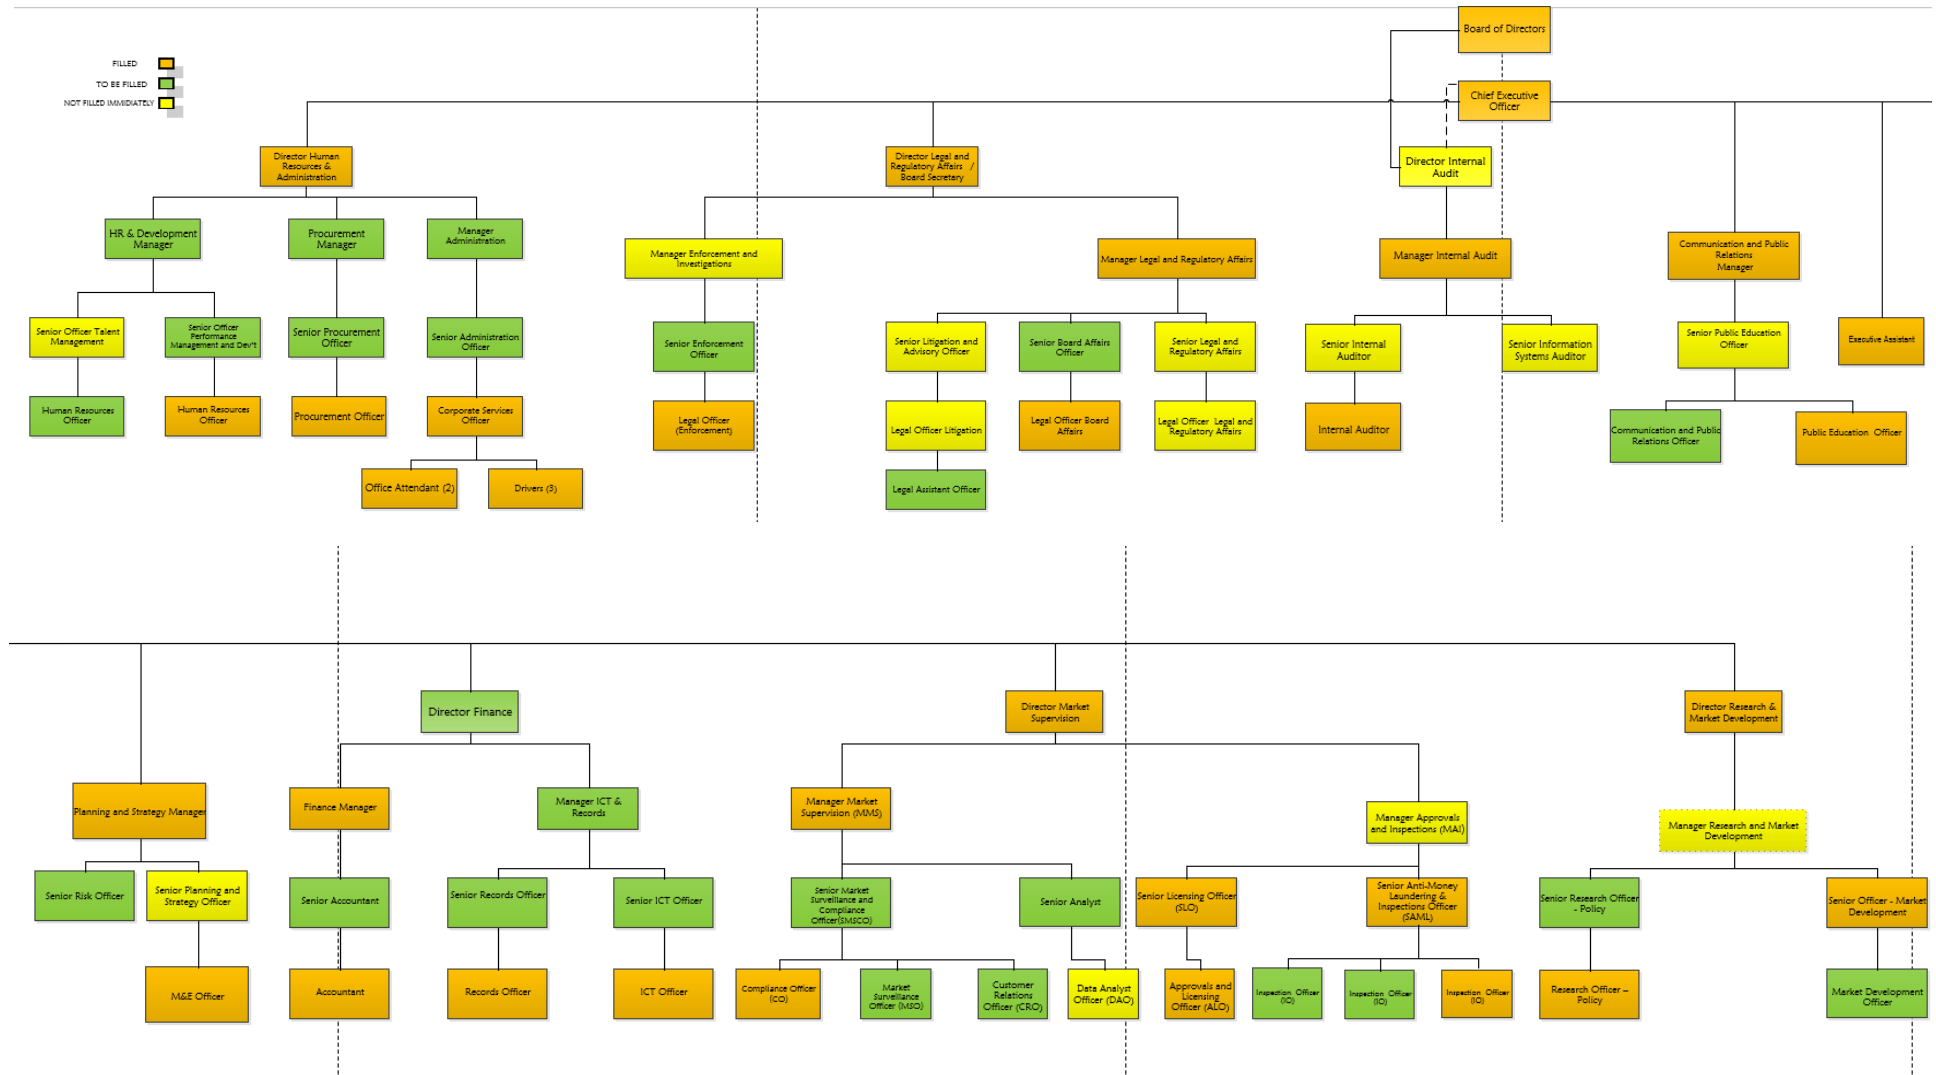 Board of Directors
FILLED
TO BE FILLED
NOT FILLED IMMIDIATELY
Chief Executive
Officer
Director Human
Resources &
Administration
Director Legal and
Regulatory Affairs /
Board Secretary
Director Internal
Audit
HR & Development
Manager
Procurement
Manager
Manager
Administration
Manager Enforcement and
Investigations
Manager Legal and Regulatory Affairs
Manager Internal Audit
Communication and Public
Relations
Manager
Senior Officer Talent
Management
Senior Officer
Performance
Management and Dev't
Senior Procurement
Officer
Senior Administration
Officer
Senior Enforcement
Officer
Senior Litigation and
Advisory Officer
Senior Board Affairs
Officer
Senior Legal and
Regulatory Affairs
Senior Internal
Auditor
Senior Information
Systems Auditor
Senior Public Education
Officer
Executive Assistant
Human Resources
Officer
Human Resources
Officer
Procurement Officer
Corporate Services
Officer
Legal Officer
(Enforcement)
Legal Officer Litigation
Legal Officer Board
Affairs
Legal Officer Legal and
Regulatory Affairs
Internal Auditor
Communication and Public
Relations Officer
Public Education Officer
Office Attendant (2)
Drivers (3)
Legal Assistant Officer
Director Finance
Director Market
Supervision
Director Research &
Market Development
Planning and Strategy Manager
Finance Manager
Manager ICT &
Records
Manager Market
Supervision (MMS)
Manager Approvals
and Inspections (MAI)
Manager Research and Market
Development
Senior Risk Officer
Senior Planning and
Strategy Officer
Senior Accountant
Senior Records Officer
Senior ICT Officer
Senior Market
Surveillance and
Compliance
Officer(SMSCO)
Senior Analyst
Senior Licensing Officer
(SLO)
Senior Anti-Money
Laundering &
Inspections Officer
(SAML)
Senior Research Officer
- Policy
Senior Officer - Market
Development
M&E Officer
Accountant
Records Officer
ICT Officer
Compliance Officer
(CO)
Market
Surveillance
Officer (MSO)
Customer
Relations
Officer (CRO)
Data Analyst
Officer (DAO)
Approvals and
Licensing
Officer (ALO)
Inspection Officer
(IO)
Inspection Officer
(IO)
Inspection Officer
(IO)
Research Officer –
Policy
Market Development
Officer